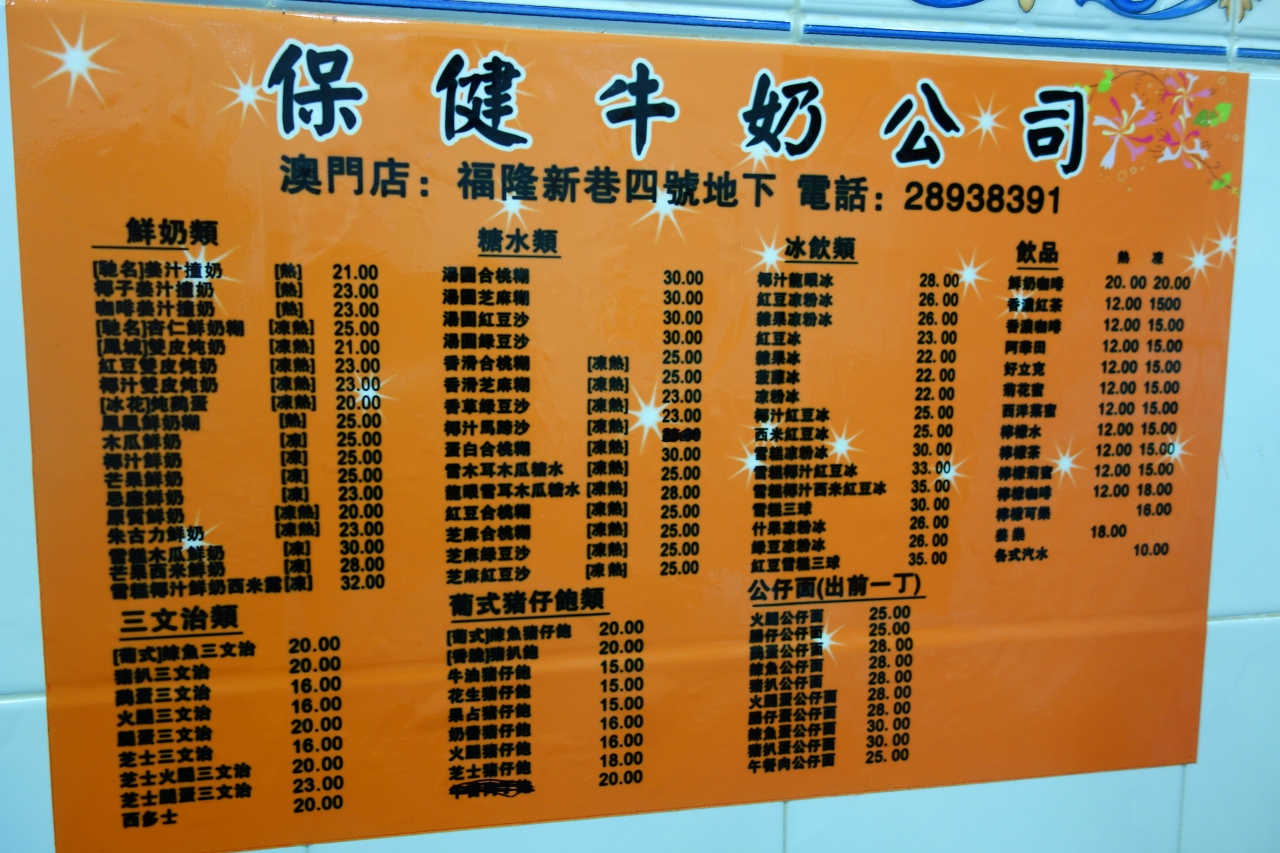 保健牛奶公司
澳門店：福隆新巷四號地下 電話：28938391
鮮奶類
[馳名]姜汁撞奶 [熱] 21.00
椰子姜汁撞奶 [熱] 23.00
咖啡姜汁撞奶 [熱] 23.00
[馳名]杏仁鮮奶糊 [凍熱] 25.00
[鳳城]雙皮炖奶 [凍熱] 21.00
紅豆雙皮炖奶 [凍熱] 23.00
椰汁雙皮炖奶 [凍熱] 23.00
[冰花]炖鷄蛋 [凍熱] 20.00
鳳凰鮮奶糊 [熱] 25.00
木瓜鮮奶 [凍] 25.00
椰汁鮮奶 [凍] 25.00
芒果鮮奶 [凍] 25.00
鮮奶 [凍] 23.00
原質鮮奶 [凍熱] 20.00
朱古力鮮奶 [凍熱] 23.00
雪糕木瓜鮮奶 [凍] 30.00
芒果西米鮮奶 [凍] 28.00
雪糕椰汁鮮奶西米露 [凍] 32.00
糖水類
湯圓合桃糊 30.00
湯圓芝麻糊 30.00
湯圓紅豆沙 30.00
湯圓綠豆沙 30.00
香滑合桃糊 [凍熱] 25.00
香滑芝麻糊 [凍熱] 25.00
香草綠豆沙 [凍熱] 23.00
椰汁馬蹄沙 [凍熱] 23.00
蛋白合桃糊 [凍熱]
雪木耳木瓜糖水 [凍熱] 30.00
龍眼雪耳木瓜糖水 [凍熱] 25.00
紅豆合桃糊 [凍熱] 28.00
芝麻合桃糊 [凍熱] 25.00
芝麻綠豆沙 [凍熱] 25.00
芝麻紅豆沙 [凍熱] 25.00
冰飲類
椰汁龍眼冰 28.00
紅豆凉粉冰 26.00
雜果凉粉冰 26.00
紅豆冰 23.00
雜果冰 22.00
菠蘿冰 22.00
凉粉冰 22.00
椰汁紅豆冰 25.00
西米紅豆冰 25.00
雪糕凉粉冰 30.00
雪糕椰汁紅豆冰 33.00
雪糕椰汁西米紅豆冰 35.00
雪糕三球 30.00
什果凉粉冰 26.00
綠豆凉粉冰 26.00
紅豆雪糕三球 35.00
飲品 熱 凍
鮮奶咖啡 20.00 20.00
香濃紅茶 12.00 1500
香濃咖啡 12.00 15.00
阿華田 12.00 15.00
好立克 12.00 15.00
菊花蜜 12.00 15.00
西洋菜蜜 12.00 15.00
檸檬水 12.00 15.00
檸檬茶 12.00 15.00
檸檬菊蜜 12.00 15.00
檸檬咖啡 12.00 18.00
檸檬可樂 16.00
姜樂 18.00
各式汽水 10.00
三文治類
[葡式]鯪魚三文治 20.00
豬扒三文治 20.00
鷄蛋三文治 16.00
火腿三文治 16.00
腿蛋三文治 20.00
芝士三文治 16.00
芝士火腿三文治 20.00
芝士腿蛋三文治 23.00
西多士 20.00
葡式豬仔飽類
[葡式]鯪魚豬仔飽 20.00
[香脆]豬扒飽 20.00
牛油豬仔飽 15.00
花生豬仔飽 15.00
果占豬仔飽 15.00
奶醬豬仔飽 16.00
火腿豬仔飽 16.00
芝士豬仔飽 18.00
20.00
公仔面(出前一丁)
火腿公仔面 25.00
腸仔公仔面 25.00
鷄蛋公仔面 28.00
鯪魚公仔面 28.00
豬扒公仔面 28.00
火腿蛋公仔面 28.00
腸仔蛋公仔面 28.00
鯪魚蛋公仔面 30.00
豬扒蛋公仔面 30.00
午餐肉公仔面 25.00